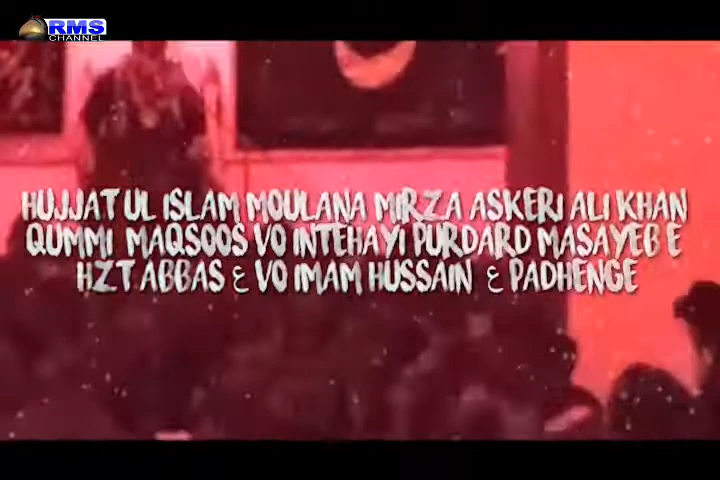 RMS
CHANNEL
HUJJAT UL ISLAM MOULANA MIRZA ASKERI ALI KHAN
QUMMI MAQSOOS VO INTEHAYI PURDARD MASAYEB E
HZT ABBAS ع VO IMAM HUSSAIN ع PADHENGE